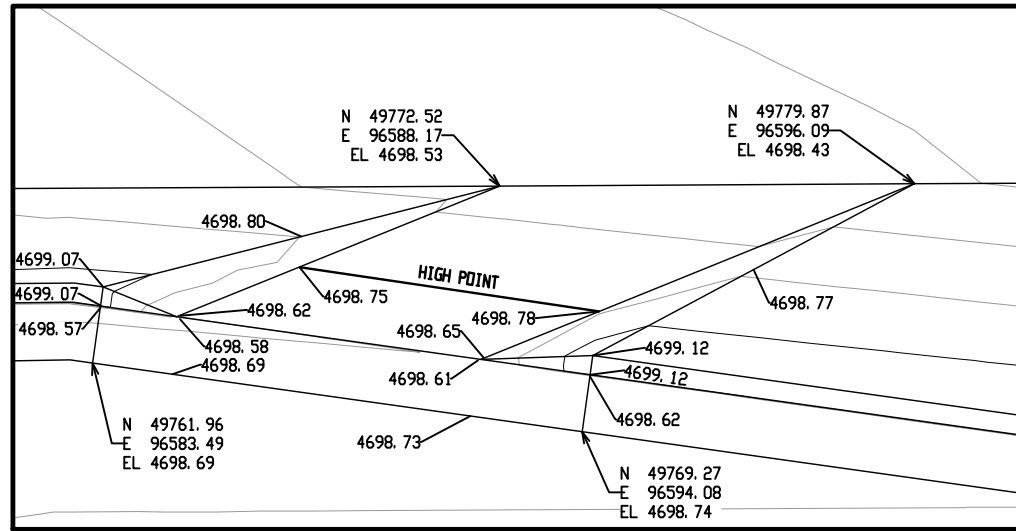 N 49772.52
E 96588.17
EL 4698.53
N 49779.87
E 96596.09
EL 4698.43
4698.80
4699.07
HIGH POINT
4699.07
4698.75
4698.77
4698.62
4698.78
4698.57
4698.65
4698.58
4699.12
4698.69
4698.61
4699.12
4698.62
N 49761.96
E 96583.49
EL 4698.69
4698.73
N 49769.27
E 96594.08
EL 4698.74